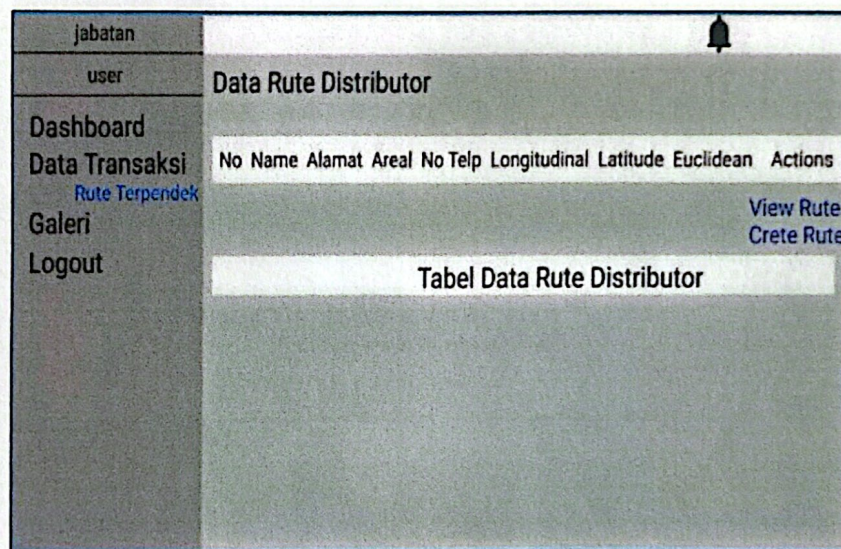 jabatan
user
Dashboard
Data Transaksi
Rute Terpendek
Galeri
Logout
Data Rute Distributor
No Name Alamat Areal No Telp Longitudinal Latitude Euclidean Actions
View Rute
Crete Rute
Tabel Data Rute Distributor